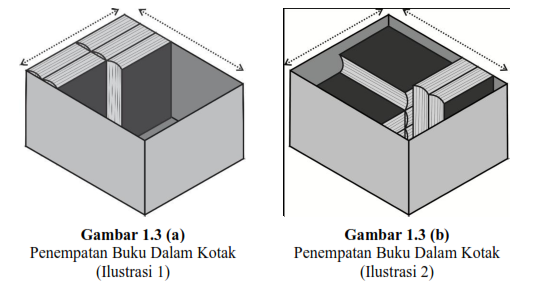 Gambar 1.3 (a)
Penempatan Buku Dalam Kotak
(Ilustrasi 1)
Gambar 1.3 (b)
Penempatan Buku Dalam Kotak
(Ilustrasi 2)